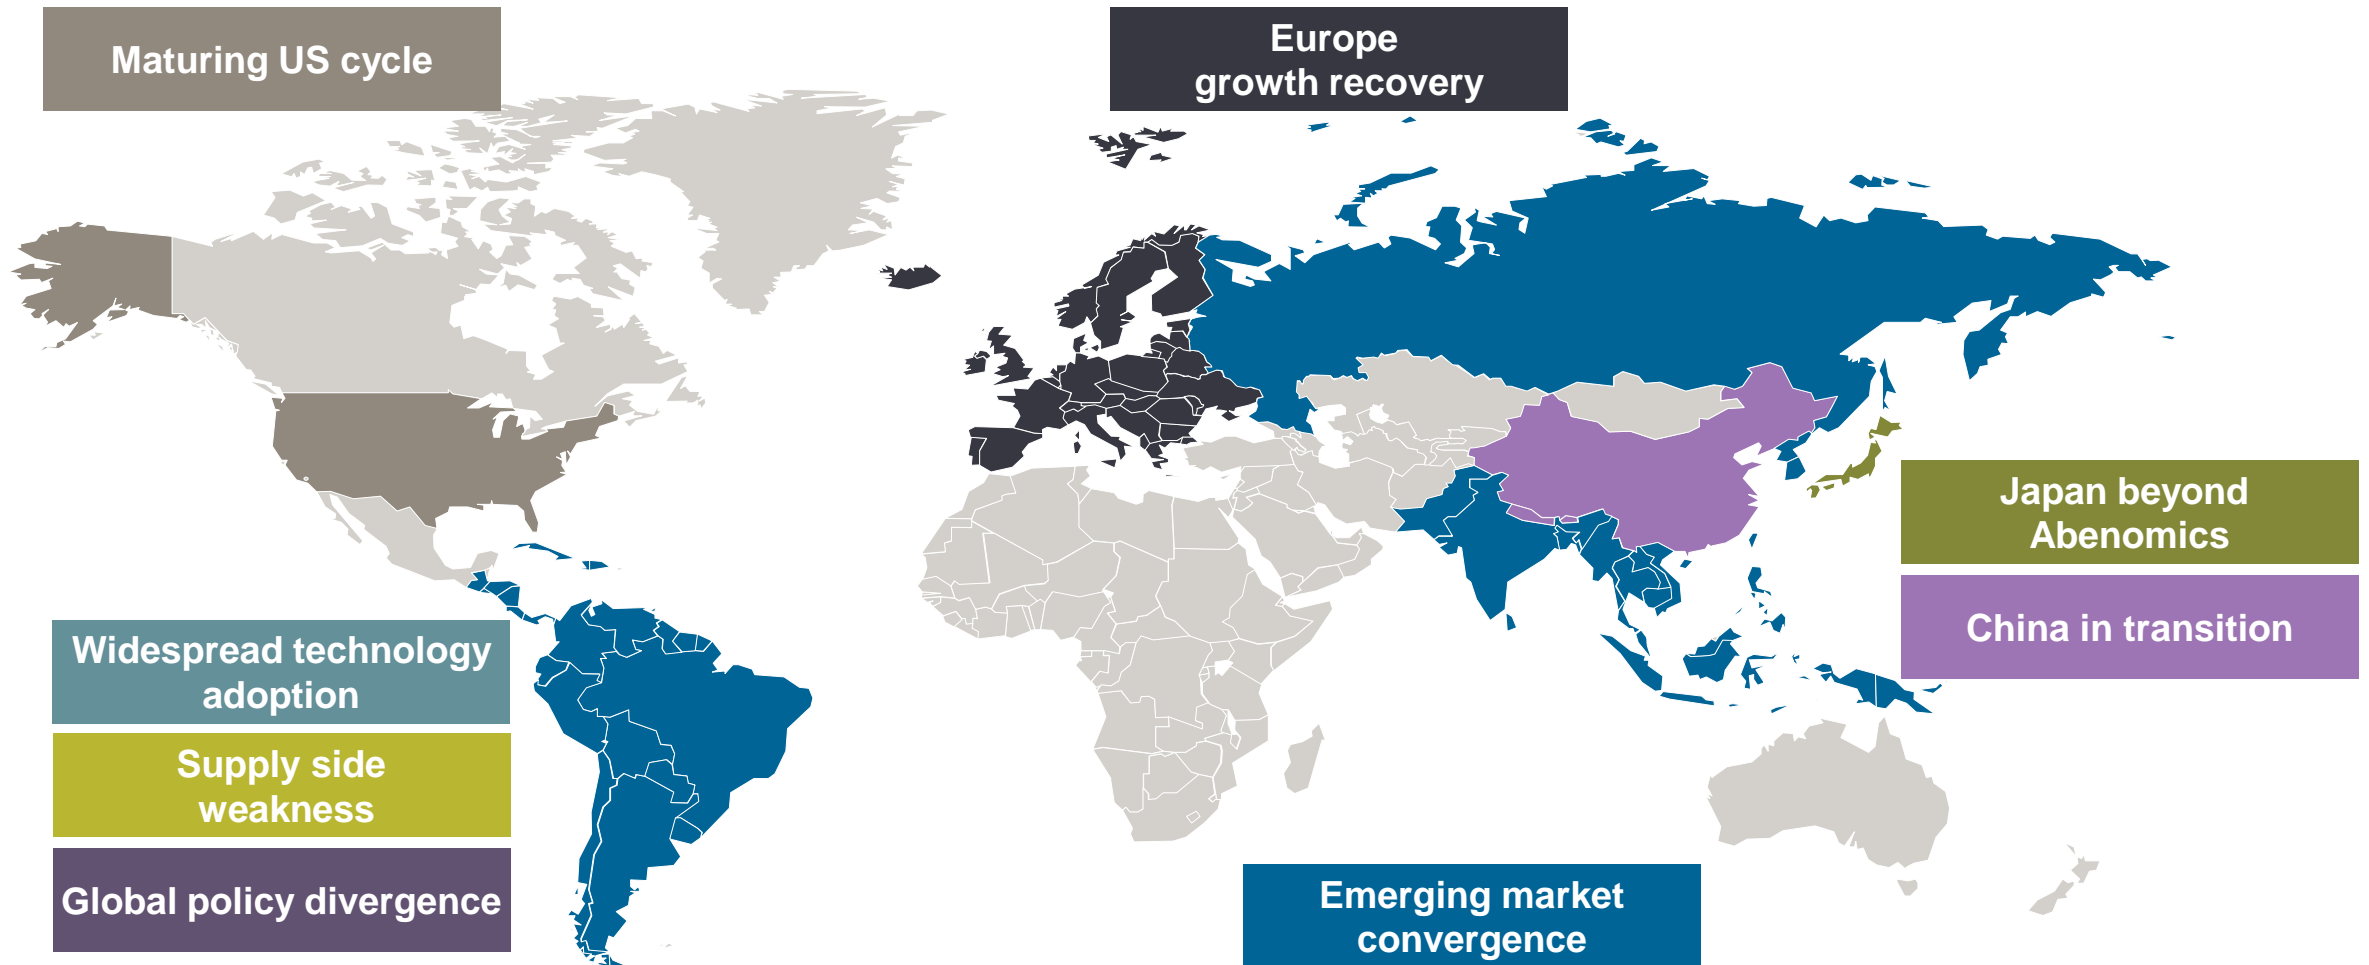 Maturing US cycle
Europe
growth recovery
Japan beyond
Abenomics
China in transition
Widespread technology
adoption
Supply side
weakness
Global policy divergence
Emerging market
convergence